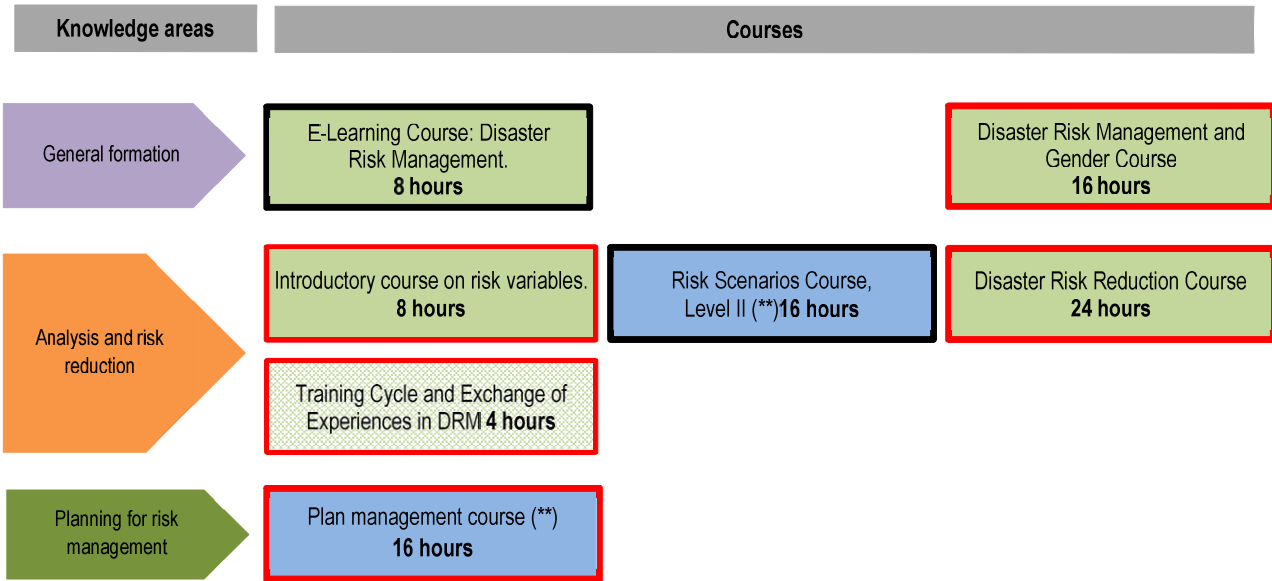 Knowledge areas
Courses
General formation
E-Learning Course: Disaster
Risk Management.
8 hours
Disaster Risk Management and
Gender Course
16 hours
Analysis and risk
reduction
Introductory course on risk variables.
8 hours
Risk Scenarios Course,
Level II (**)16 hours
Disaster Risk Reduction Course
24 hours
Training Cycle and Exchange of
Experiences in DRM 4 hours
Planning for risk
management
Plan management course (**)
16 hours